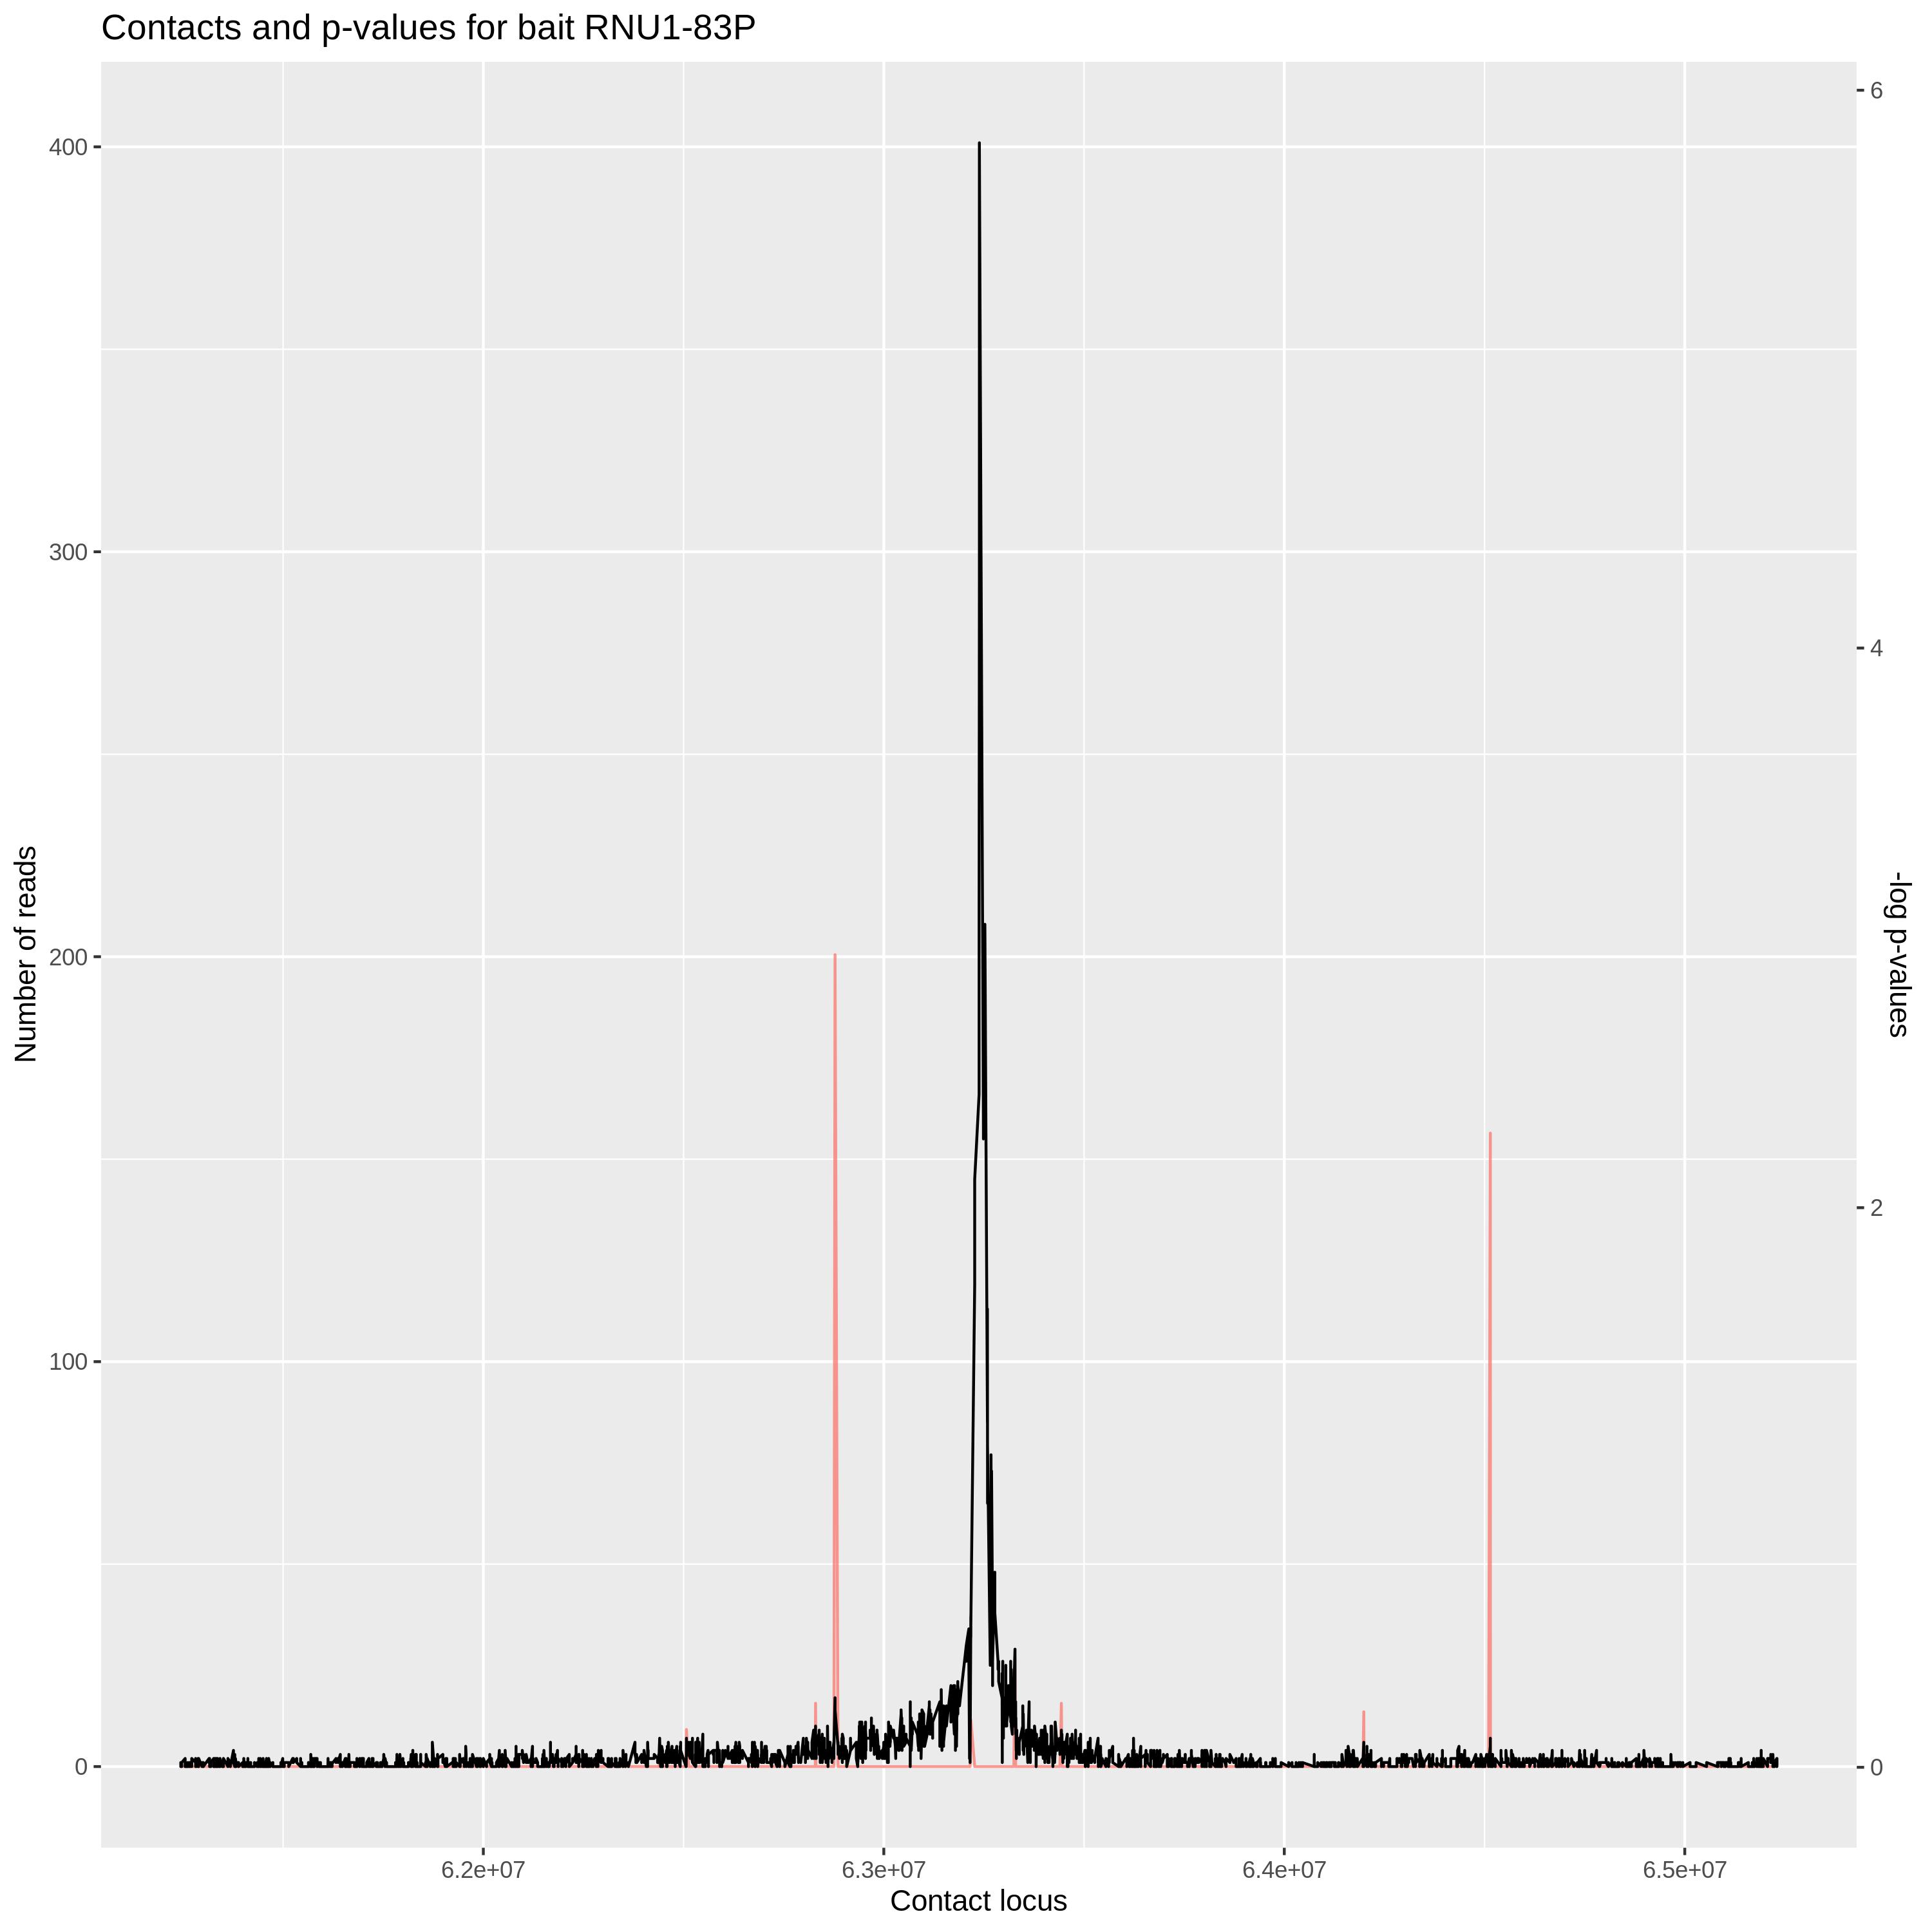 Contacts and p-values for bait RNU1-83P
400
300
200
100
0
Number of reads
6
4
2
0
-log p-values
6.2e+07
6.3e+07
6.4e+07
6.5e+07
Contact locus